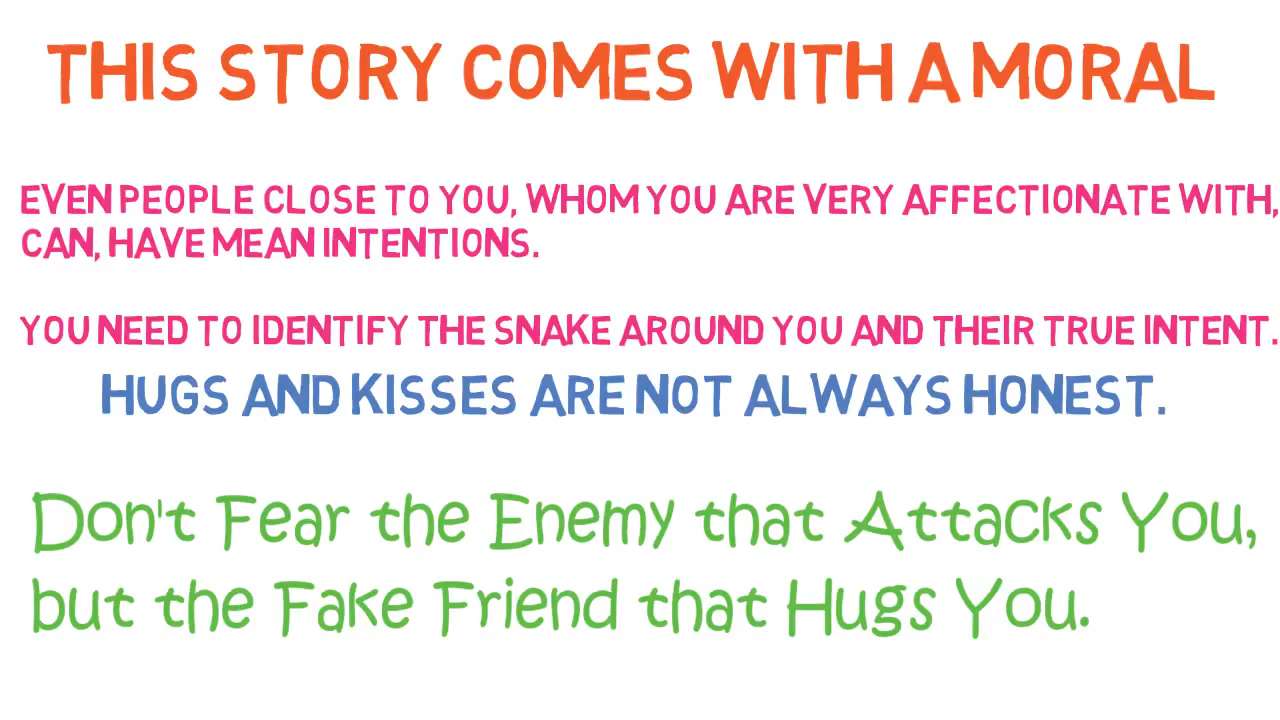 THIS STORY COMES WITH A MORAL
EVEN PEOPLE CLOSE TO YOU, WHOM YOU ARE VERY AFFECTIONATE WITH,
CAN, HAVE MEAN INTENTIONS.
YOU NEED TO IDENTIFY THE SNAKE AROUND YOU AND THEIR TRUE INTENT.
HUGS AND KISSES ARE NOT ALWAYS HONEST.
Don't Fear the Enemy that Attacks You,
but the Fake Friend that Hugs You.